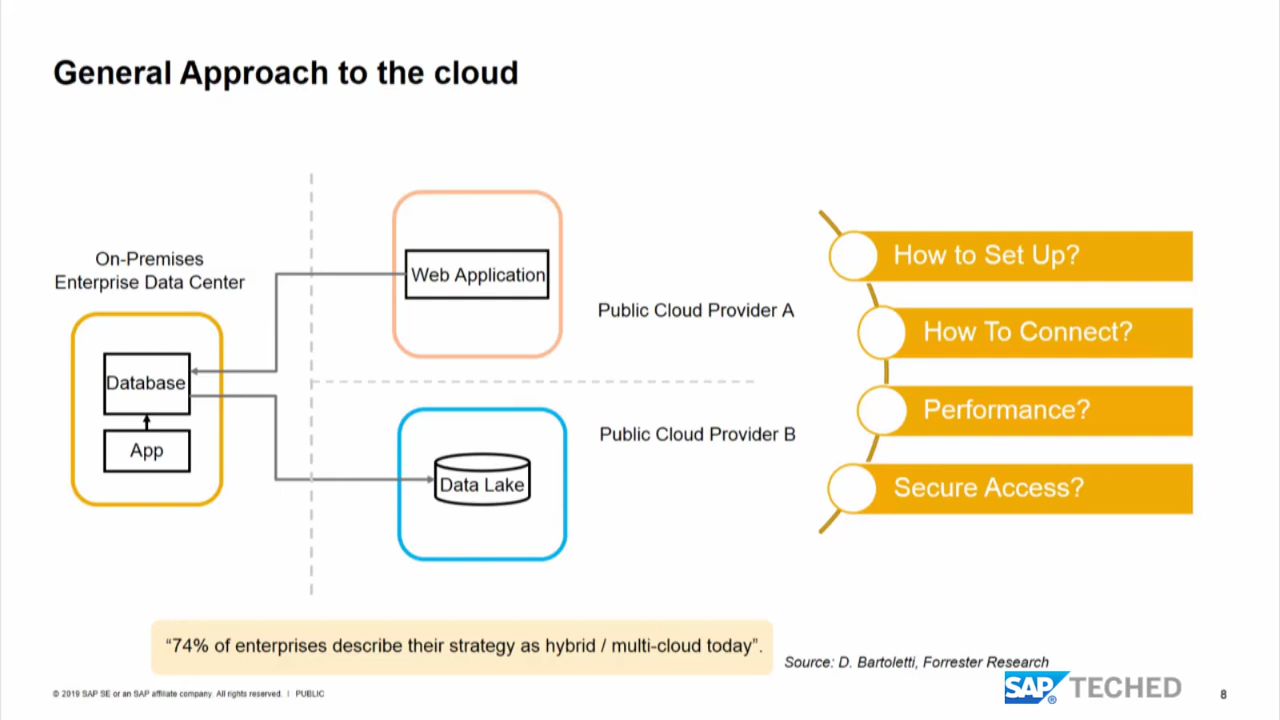 General Approach to the cloud
On-Premises
Enterprise Data Center
Database
App
Web Application
Public Cloud Provider A
Data Lake
Public Cloud Provider B
How to Set Up?
How To Connect?
Performance?
Secure Access?
“74% of enterprises describe their strategy as hybrid / multi-cloud today”.
Source: D. Bartoletti, Forrester Research
© 2019 SAP SE or an SAP affiliate company. All rights reserved. I PUBLIC
SAP® TECHED
8